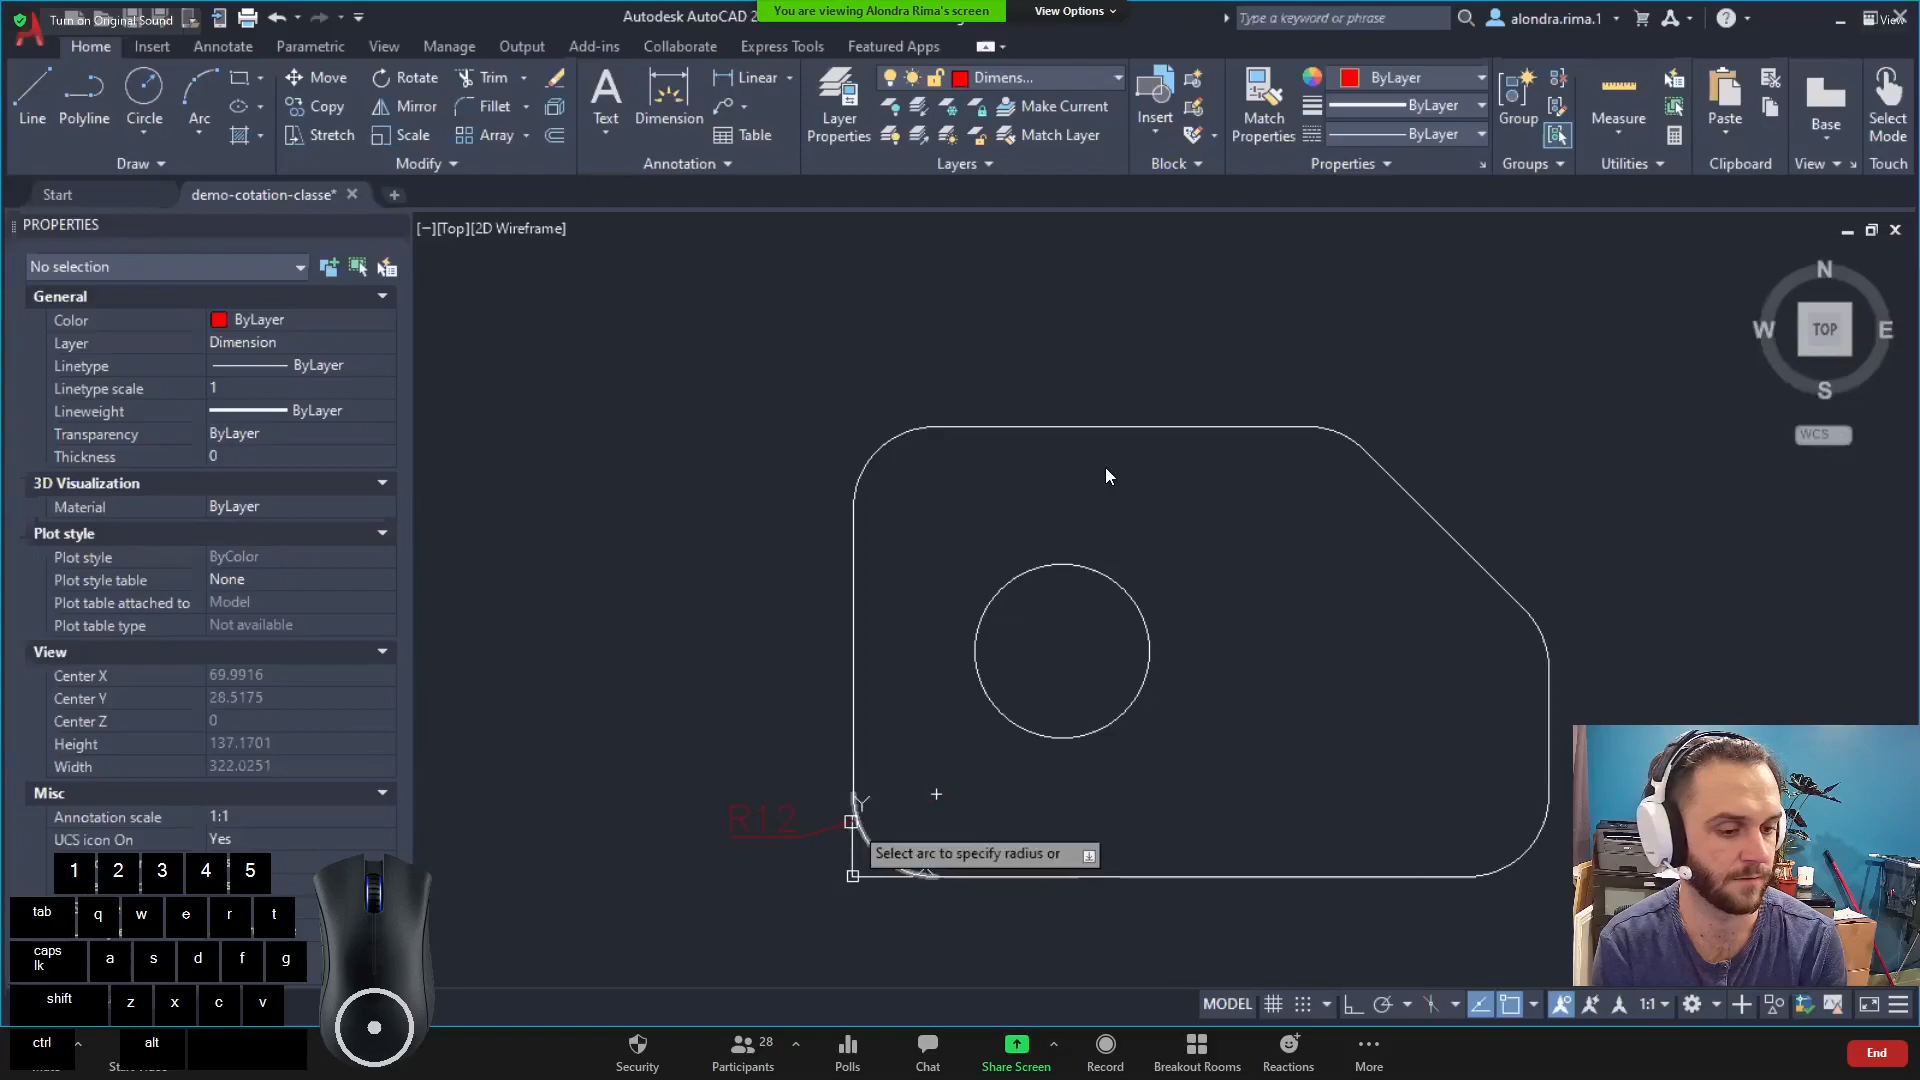 Turn on Original Sound
Autodesk AutoCAD 2
You are viewing Alondra Rima's screen
View Options
Type a keyword or phrase
alondra.rima.1
View
Home
Insert
Annotate
Parametric
View
Manage
Output
Add-ins
Collaborate
Express Tools
Featured Apps
Line
Polyline
Circle
Arc
Move
Rotate
Trim
Copy
Mirror
Fillet
Stretch
Scale
Array
Text
Dimension
Linear
Table
Layer Properties
Dimens...
Make Current
Match Layer
Insert
Match Properties
ByLayer
ByLayer
ByLayer
Group
Measure
Paste
Base
Select Mode
Draw
Modify
Annotation
Layers
Block
Properties
Groups
Utilities
Clipboard
View
Touch
Start
demo-cotation-classe*
PROPERTIES
[−][Top][2D Wireframe]
No selection
General
Color ByLayer
Layer Dimension
Linetype ByLayer
Linetype scale 1
Lineweight ByLayer
Transparency ByLayer
Thickness 0
3D Visualization
Material ByLayer
Plot style
Plot style ByColor
Plot style table None
Plot table attached to Model
Plot table type Not available
View
Center X 69.9916
Center Y 28.5175
Center Z 0
Height 137.1701
Width 322.0251
Misc
Annotation scale 1:1
UCS icon On Yes
N
W TOP E
S
WCS
R12
Y
Select arc to specify radius or
1 2 3 4 5
tab q w e r t
caps lk a s d f g
shift z x c v
ctrl alt
MODEL
1:1
Security
Participants 28
Polls
Chat
Share Screen
Record
Breakout Rooms
Reactions
More
End